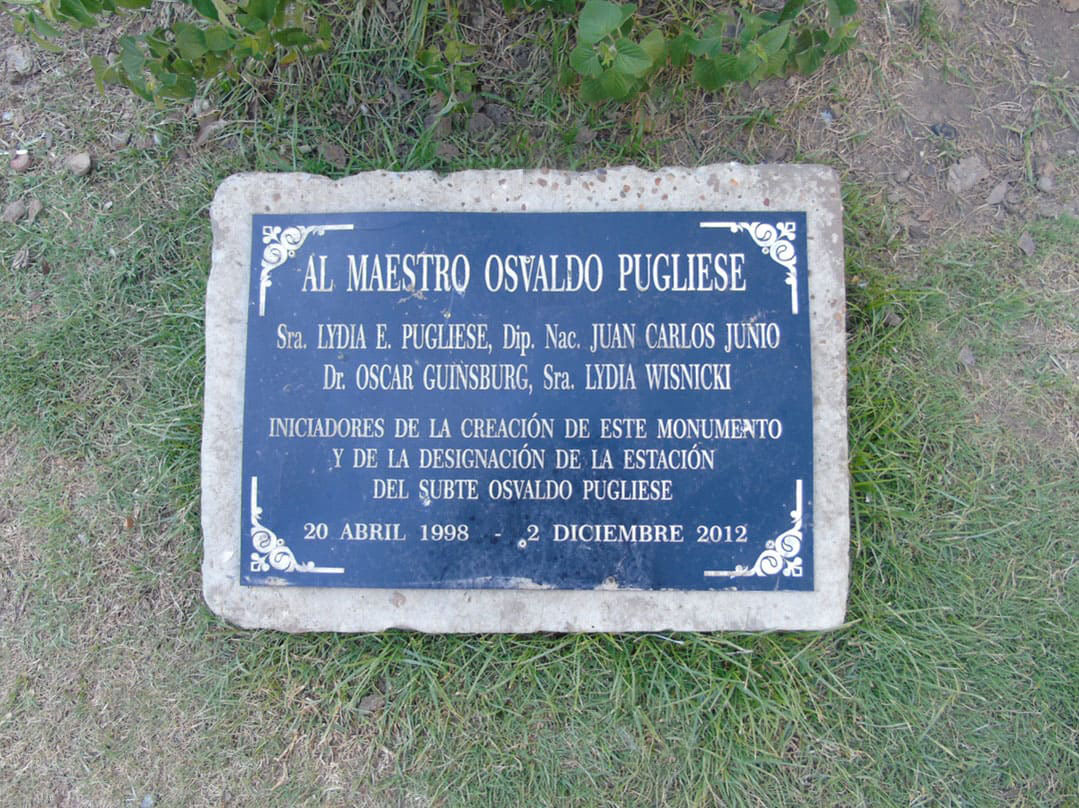 AL MAESTRO OSVALDO PUGLIESE
Sra. LYDIA E. PUGLIESE, Dip. Nac. JUAN CARLOS JUNIO
Dr. OSCAR GUINSBURG, Sra. LYDIA WISNICKI
INICIADORES DE LA CREACIÓN DE ESTE MONUMENTO
Y DE LA DESIGNACIÓN DE LA ESTACIÓN
DEL SUBTE OSVALDO PUGLIESE
20 ABRIL 1998 - 2 DICIEMBRE 2012